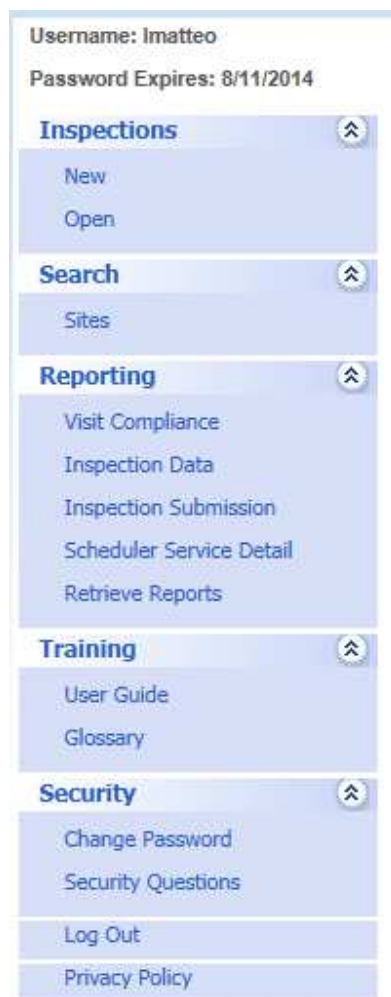 Username: lmatteo
Password Expires: 8/11/2014
Inspections
New
Open
Search
Sites
Reporting
Visit Compliance
Inspection Data
Inspection Submission
Scheduler Service Detail
Retrieve Reports
Training
User Guide
Glossary
Security
Change Password
Security Questions
Log Out
Privacy Policy